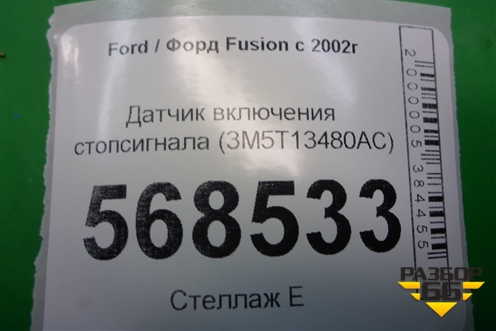 Ford / Форд Fusion с 2002г
Датчик включения
стопсигнала (3M5T13480AC)
568533
Стеллаж Е
2000005384455
РАЗБОР
66